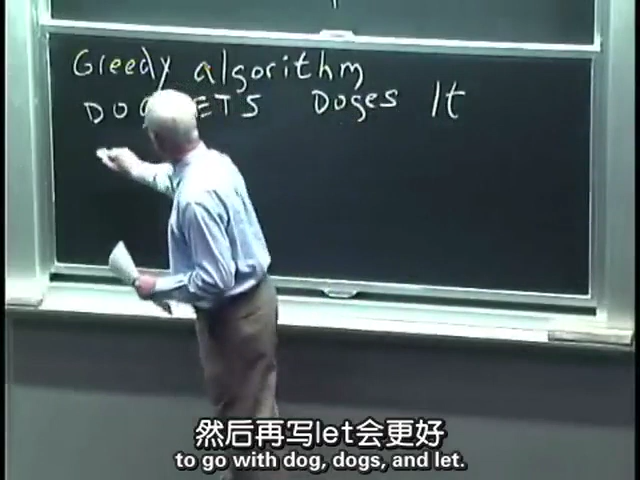 Greedy algorithm
Doges It
然后再写let会更好
to go with dog, dogs, and let.